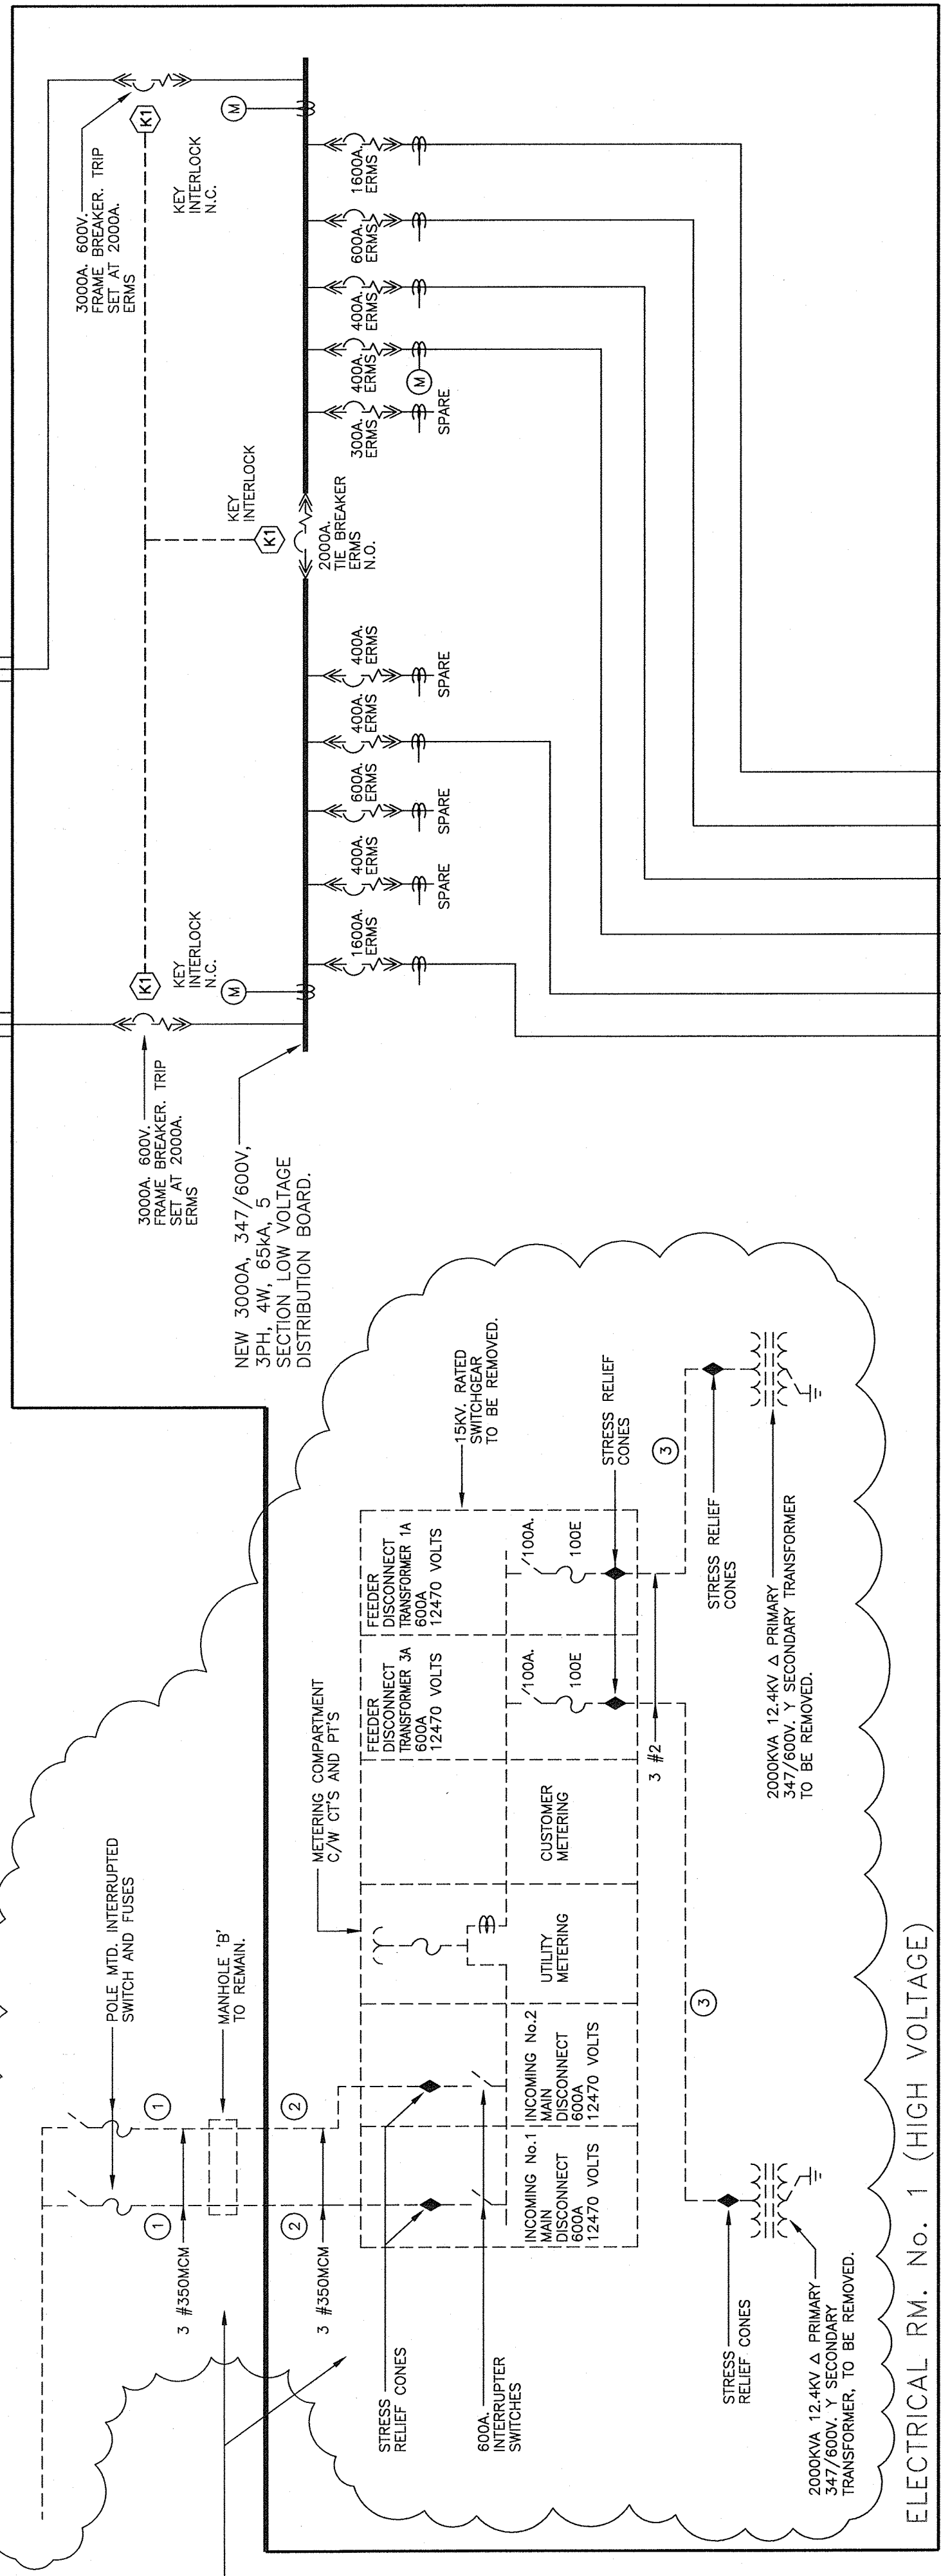 POLE MTD. INTERRUPTED
SWITCH AND FUSES
1
1
3 #350MCM
MANHOLE 'B'
TO REMAIN.
2
2
3 #350MCM
STRESS
RELIEF CONES
600A.
INTERRUPTER
SWITCHES
METERING COMPARTMENT
C/W CT'S AND PT'S
INCOMING No.1
MAIN
DISCONNECT
600A
12470 VOLTS
INCOMING No.2
MAIN
DISCONNECT
600A
12470 VOLTS
UTILITY
METERING
CUSTOMER
METERING
FEEDER
DISCONNECT
TRANSFORMER 3A
600A
12470 VOLTS
FEEDER
DISCONNECT
TRANSFORMER 1A
600A
12470 VOLTS
100A.
100E
100A.
100E
15KV. RATED
SWITCHGEAR
TO BE REMOVED.
STRESS RELIEF
CONES
3 #2
3
3
STRESS RELIEF
CONES
STRESS
RELIEF CONES
2000KVA 12.4KV Δ PRIMARY
347/600V. Y SECONDARY
TRANSFORMER, TO BE REMOVED.
2000KVA 12.4KV Δ PRIMARY
347/600V. Y SECONDARY TRANSFORMER
TO BE REMOVED.
ELECTRICAL RM. No. 1 (HIGH VOLTAGE)
3000A. 600V.
FRAME BREAKER. TRIP
SET AT 2000A.
ERMS
K1
KEY
INTERLOCK
N.C.
M
NEW 3000A, 347/600V,
3PH, 4W, 65kA, 5
SECTION LOW VOLTAGE
DISTRIBUTION BOARD.
1600A.
ERMS
400A.
ERMS
SPARE
600A.
ERMS
SPARE
400A.
ERMS
400A.
ERMS
SPARE
KEY
INTERLOCK
K1
2000A.
TIE BREAKER
ERMS
N.O.
300A.
ERMS
SPARE
400A.
ERMS
M
400A.
ERMS
600A.
ERMS
1600A.
ERMS
3000A. 600V.
FRAME BREAKER. TRIP
SET AT 2000A.
ERMS
K1
KEY
INTERLOCK
N.C.
M